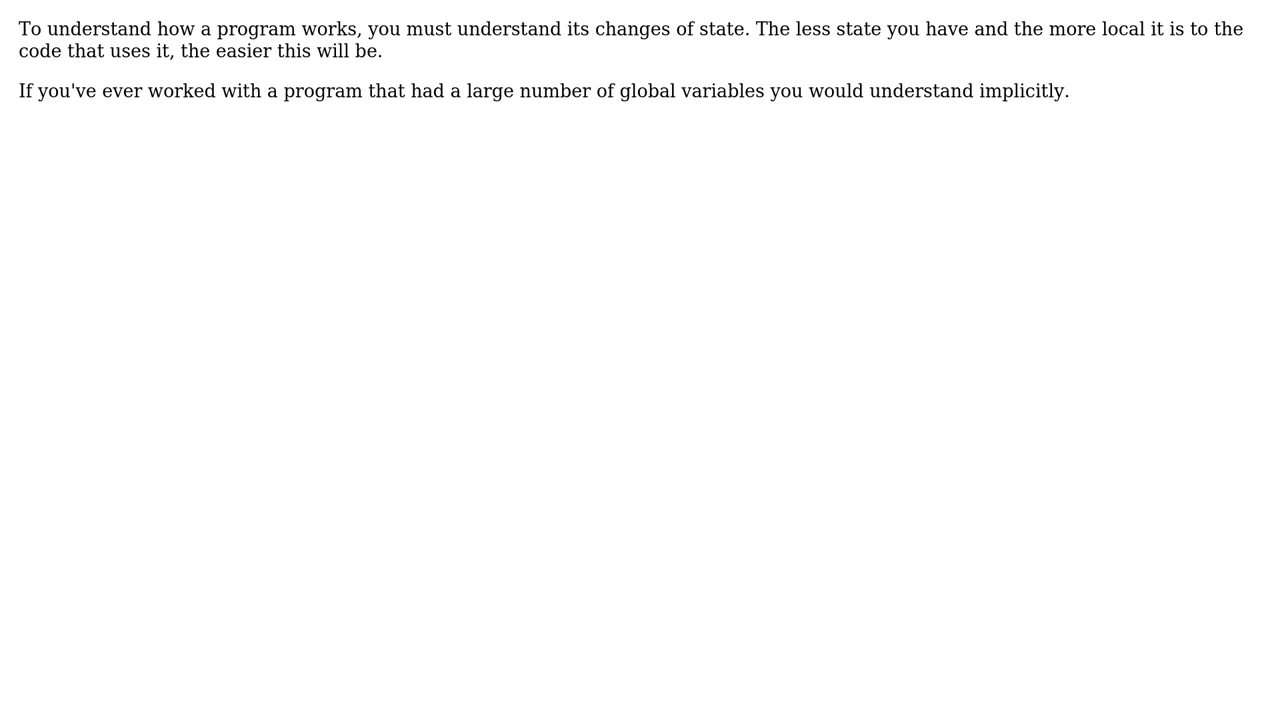 To understand how a program works, you must understand its changes of state. The less state you have and the more local it is to the
code that uses it, the easier this will be.
If you've ever worked with a program that had a large number of global variables you would understand implicitly.